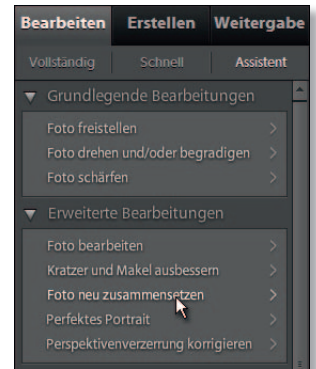 Bearbeiten Erstellen Weitergabe
Vollständig Schnell Assistent
Grundlegende Bearbeitungen
Foto freistellen
Foto drehen und/oder begradigen
Foto schärfen
Erweiterte Bearbeitungen
Foto bearbeiten
Kratzer und Makel ausbessern
Foto neu zusammensetzen
Perfektes Portrait
Perspektivenverzerrung korrigieren